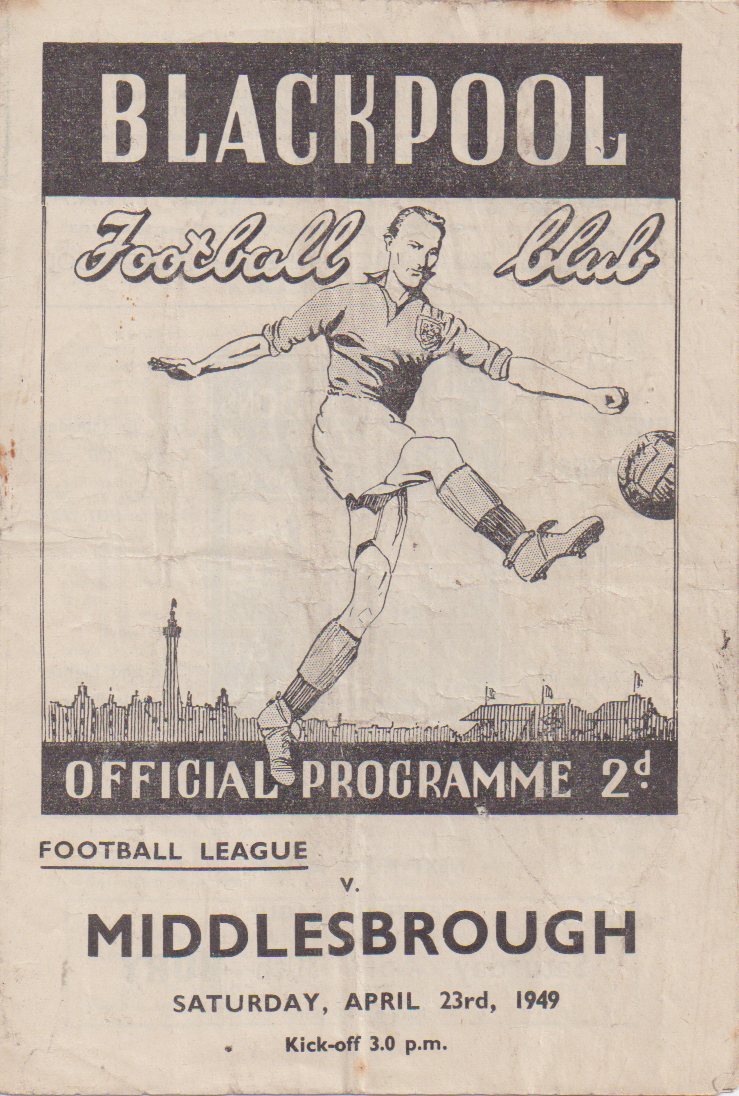 BLACKPOOL
Football Club
OFFICIAL PROGRAMME 2d.
FOOTBALL LEAGUE
v.
MIDDLESBROUGH
SATURDAY, APRIL 23rd, 1949
Kick-off 3.0 p.m.